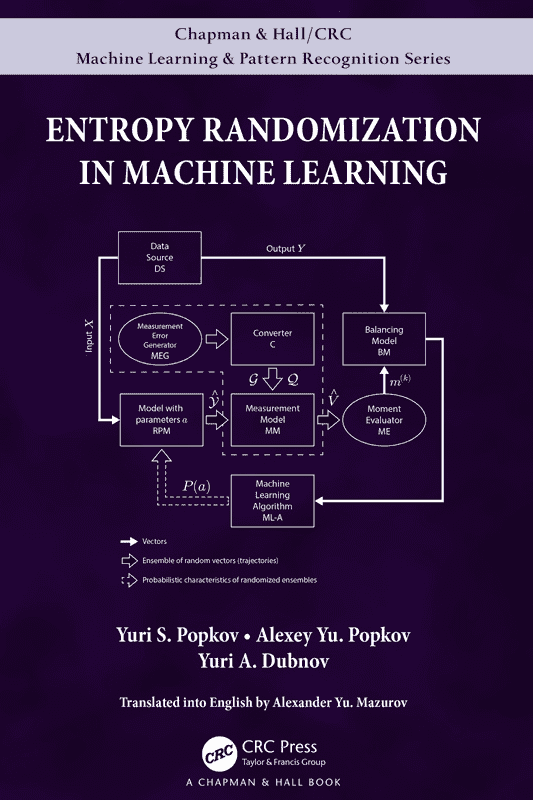 Chapman & Hall/CRC
Machine Learning & Pattern Recognition Series
ENTROPY RANDOMIZATION
IN MACHINE LEARNING
Data
Source
DS
Output Y
Input X
Measurement
Error
Generator
MEG
Converter
C
Balancing
Model
BM
𝒢 𝒬
m⁽ᵏ⁾
Model with
parameters a
RPM
Ŷ
Measurement
Model
MM
V̂
Moment
Evaluator
ME
P(a)
Machine
Learning
Algorithm
ML-A
Vectors
Ensemble of random vectors (trajectories)
Probabilistic characteristics of randomized ensembles
Yuri S. Popkov • Alexey Yu. Popkov
Yuri A. Dubnov
Translated into English by Alexander Yu. Mazurov
CRC
CRC Press
Taylor & Francis Group
A CHAPMAN & HALL BOOK